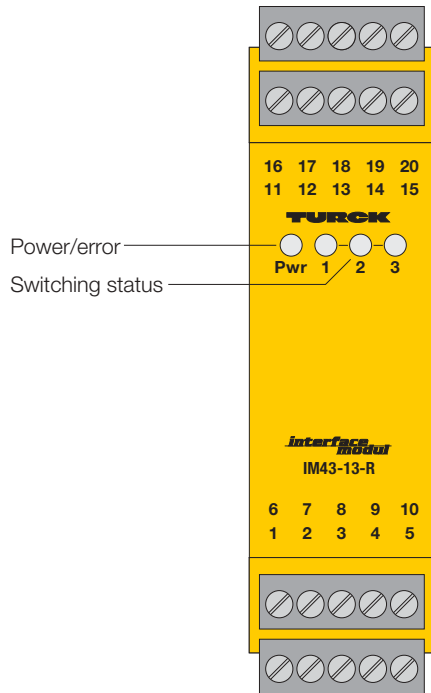 16 17 18 19 20
11 12 13 14 15
TURCK
Power/error
Pwr 1 2 3
Switching status
interface
modul
IM43-13-R
6 7 8 9 10
1 2 3 4 5